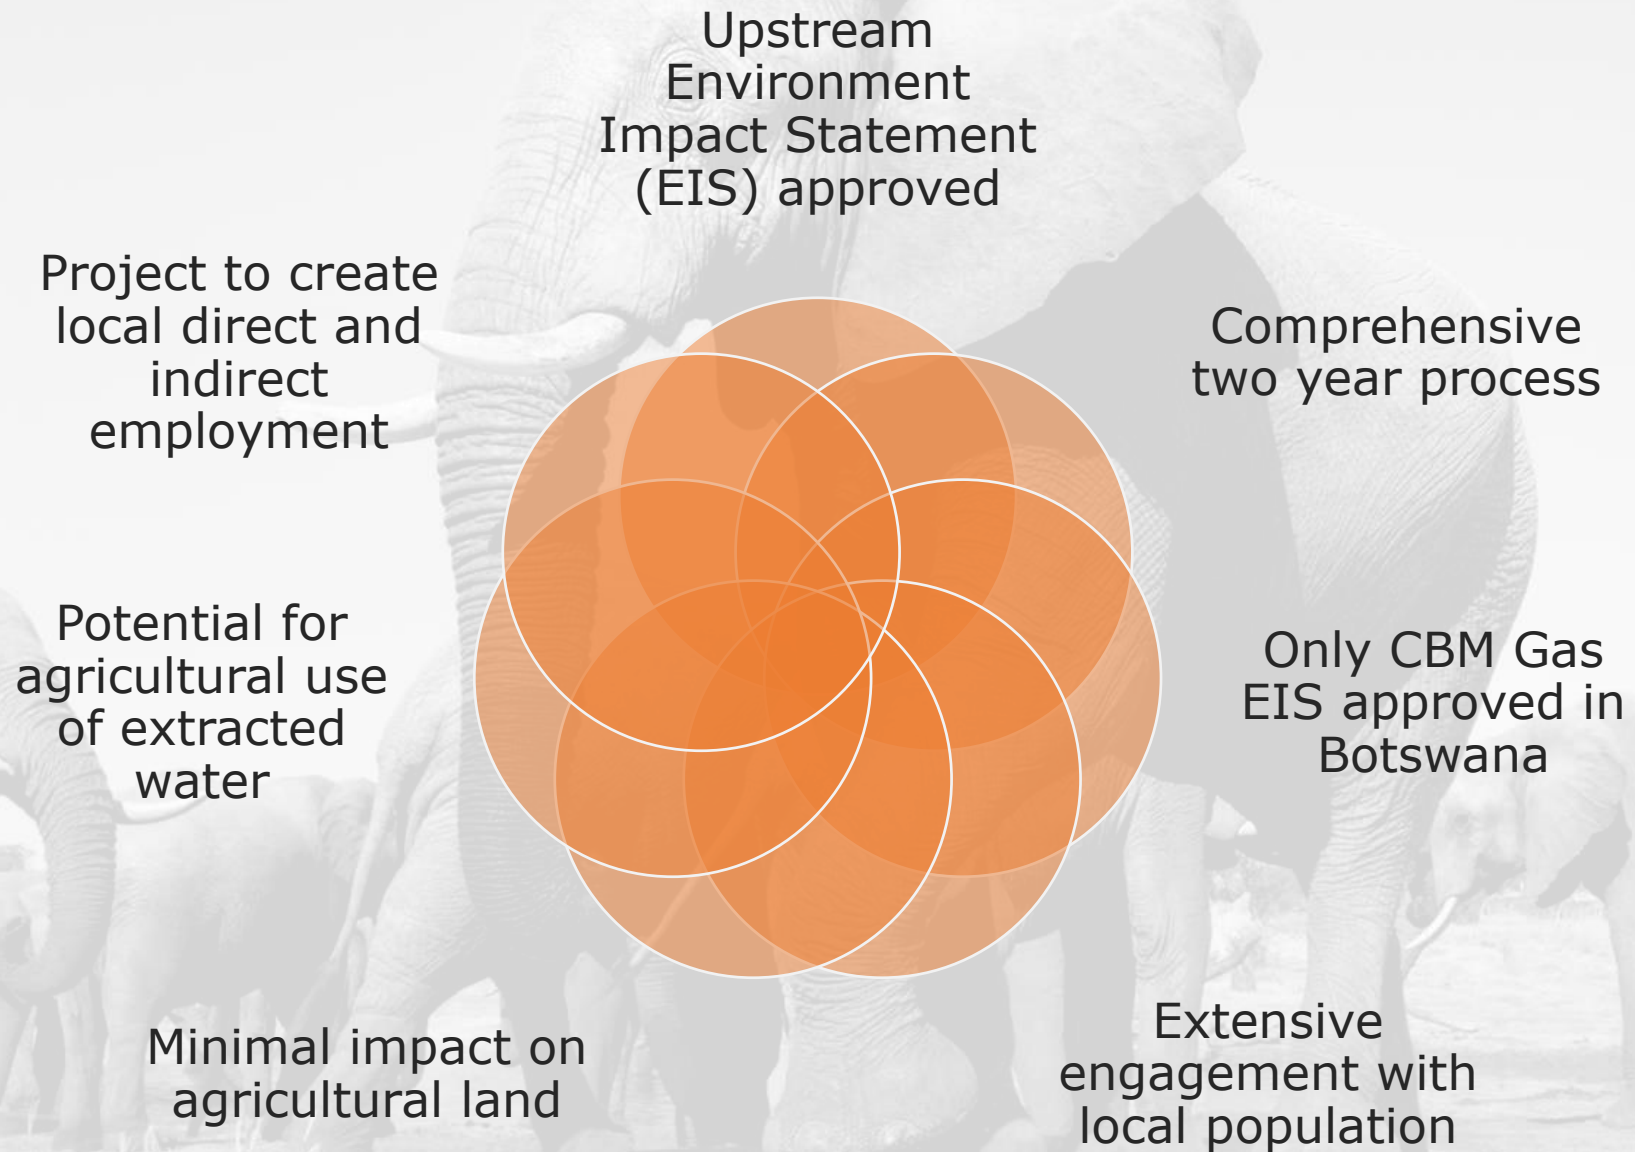 Upstream
Environment
Impact Statement
(EIS) approved
Comprehensive
two year process
Only CBM Gas
EIS approved in
Botswana
Extensive
engagement with
local population
Minimal impact on
agricultural land
Potential for
agricultural use
of extracted
water
Project to create
local direct and
indirect
employment